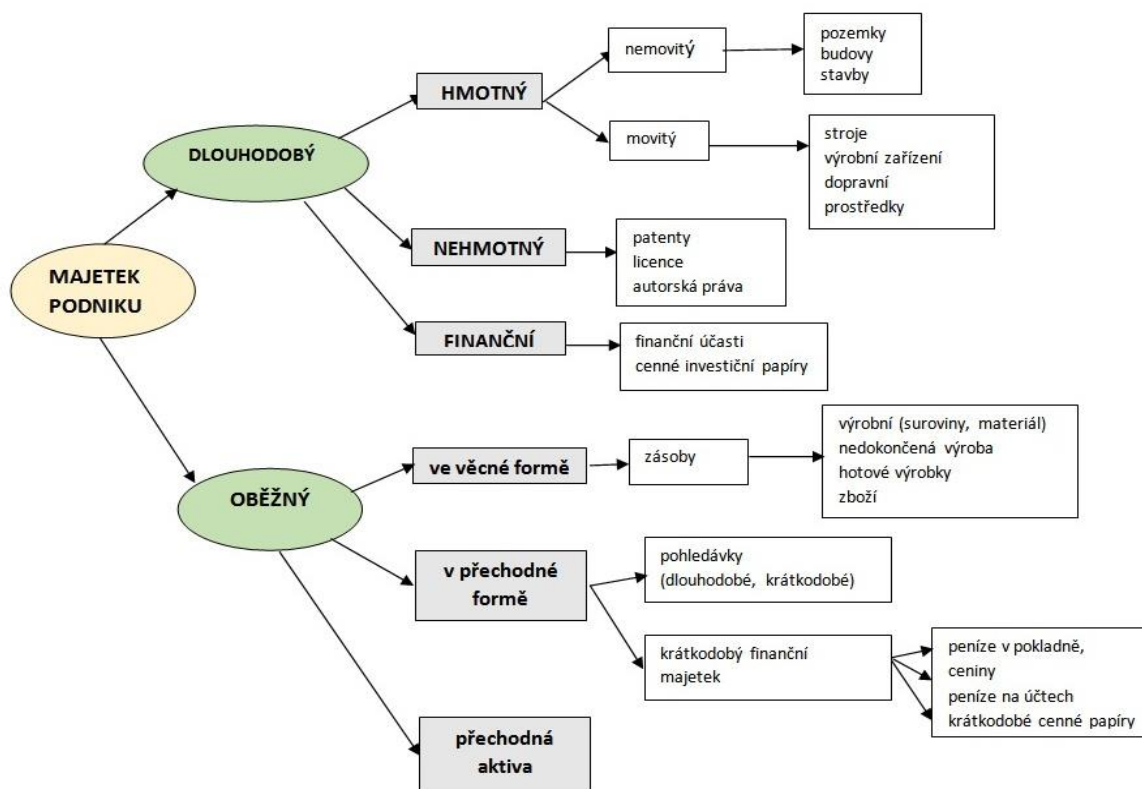 MAJETEK
PODNIKU
DLOUHODOBÝ
HMOTNÝ
nemovitý
pozemky
budovy
stavby
movitý
stroje
výrobní zařízení
dopravní
prostředky
NEHMOTNÝ
patenty
licence
autorská práva
FINANČNÍ
finanční účasti
cenné investiční papíry
OBĚŽNÝ
ve věcné formě
zásoby
výrobní (suroviny, materiál)
nedokončená výroba
hotové výrobky
zboží
v přechodné
formě
pohledávky
(dlouhodobé, krátkodobé)
krátkodobý finanční
majetek
peníze v pokladně,
ceniny
peníze na účtech
krátkodobé cenné papíry
přechodná
aktiva